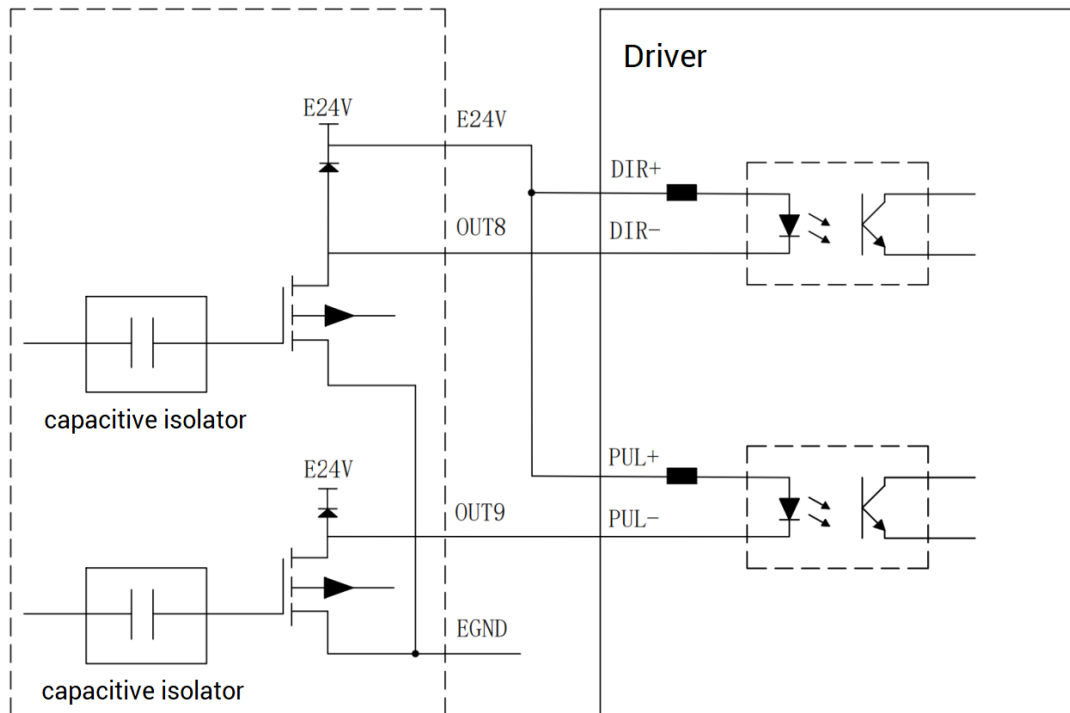 Driver
E24V
E24V
DIR+
OUT8
DIR-
capacitive isolator
E24V
PUL+
OUT9
PUL-
EGND
capacitive isolator